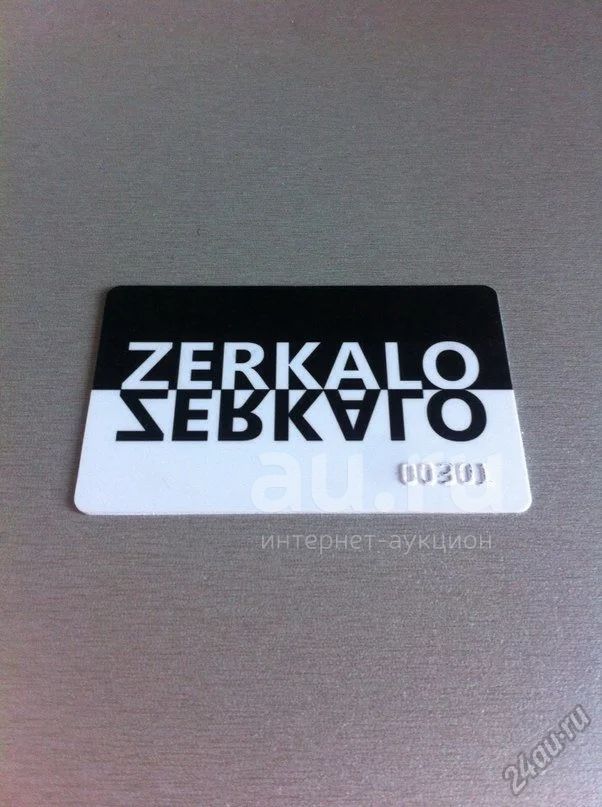 ZERKALO
ZERKALO
00301
au.ru
интернет-аукцион
24au.ru